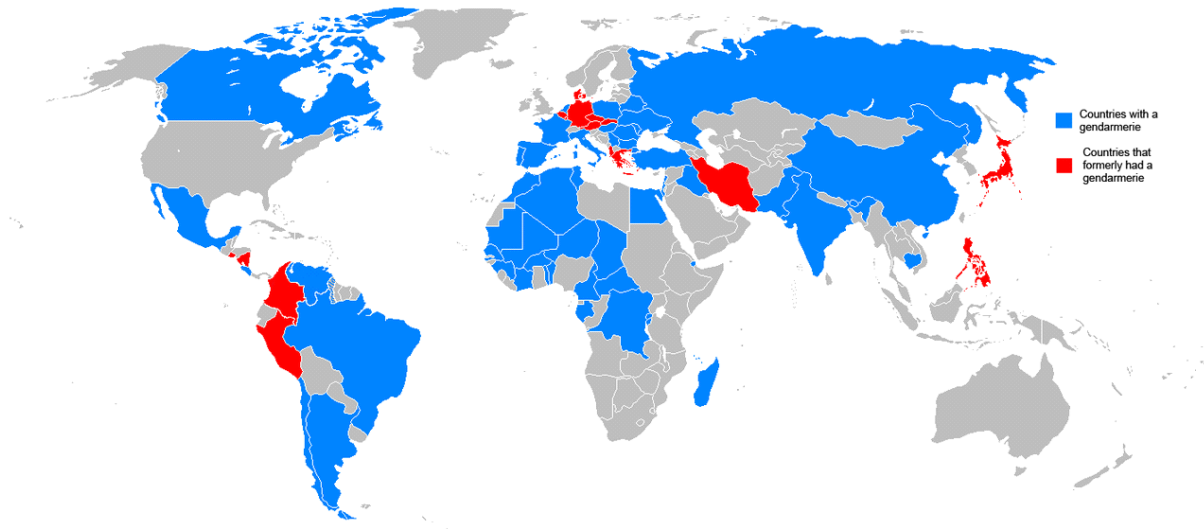 Countries with a
gendarmerie
Countries that
formerly had a
gendarmerie